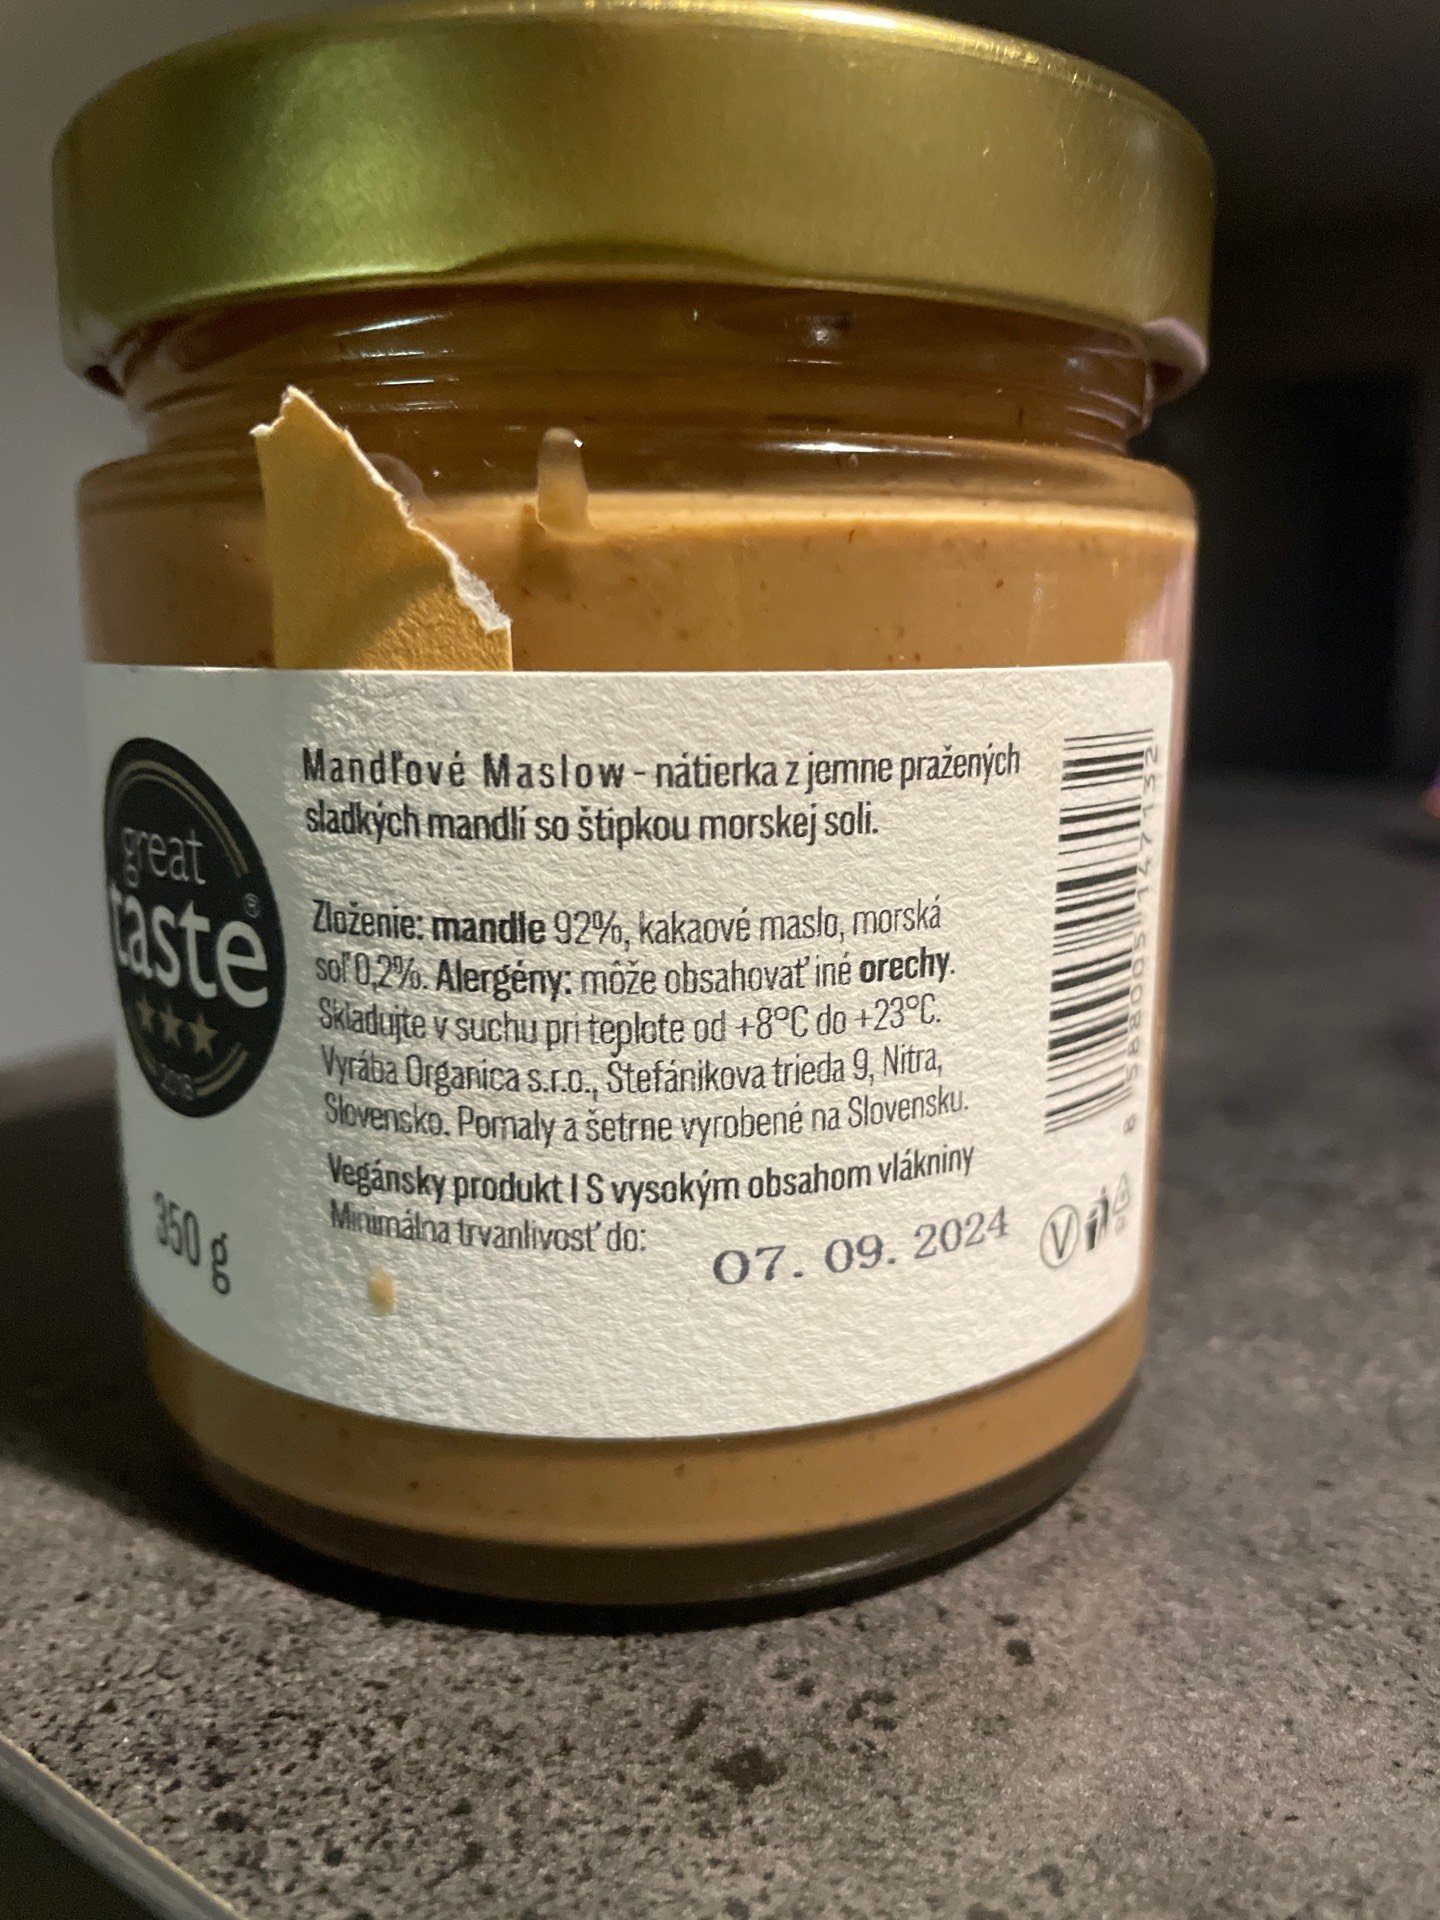 Mandľové Maslow - nátierka z jemne pražených
sladkých mandlí so štipkou morskej soli.
Zloženie: mandle 92%, kakaové maslo, morská
soľ 0,2%. Alergény: môže obsahovať iné orechy.
Skladujte v suchu pri teplote od +8°C do +23°C.
Vyrába Organica s.r.o., Štefánikova trieda 9, Nitra,
Slovensko. Pomaly a šetrne vyrobené na Slovensku.
Vegánsky produkt I S vysokým obsahom vlákniny
Minimálna trvanlivosť do: 07. 09. 2024
great
taste®
350 g
8 588005 147132
V